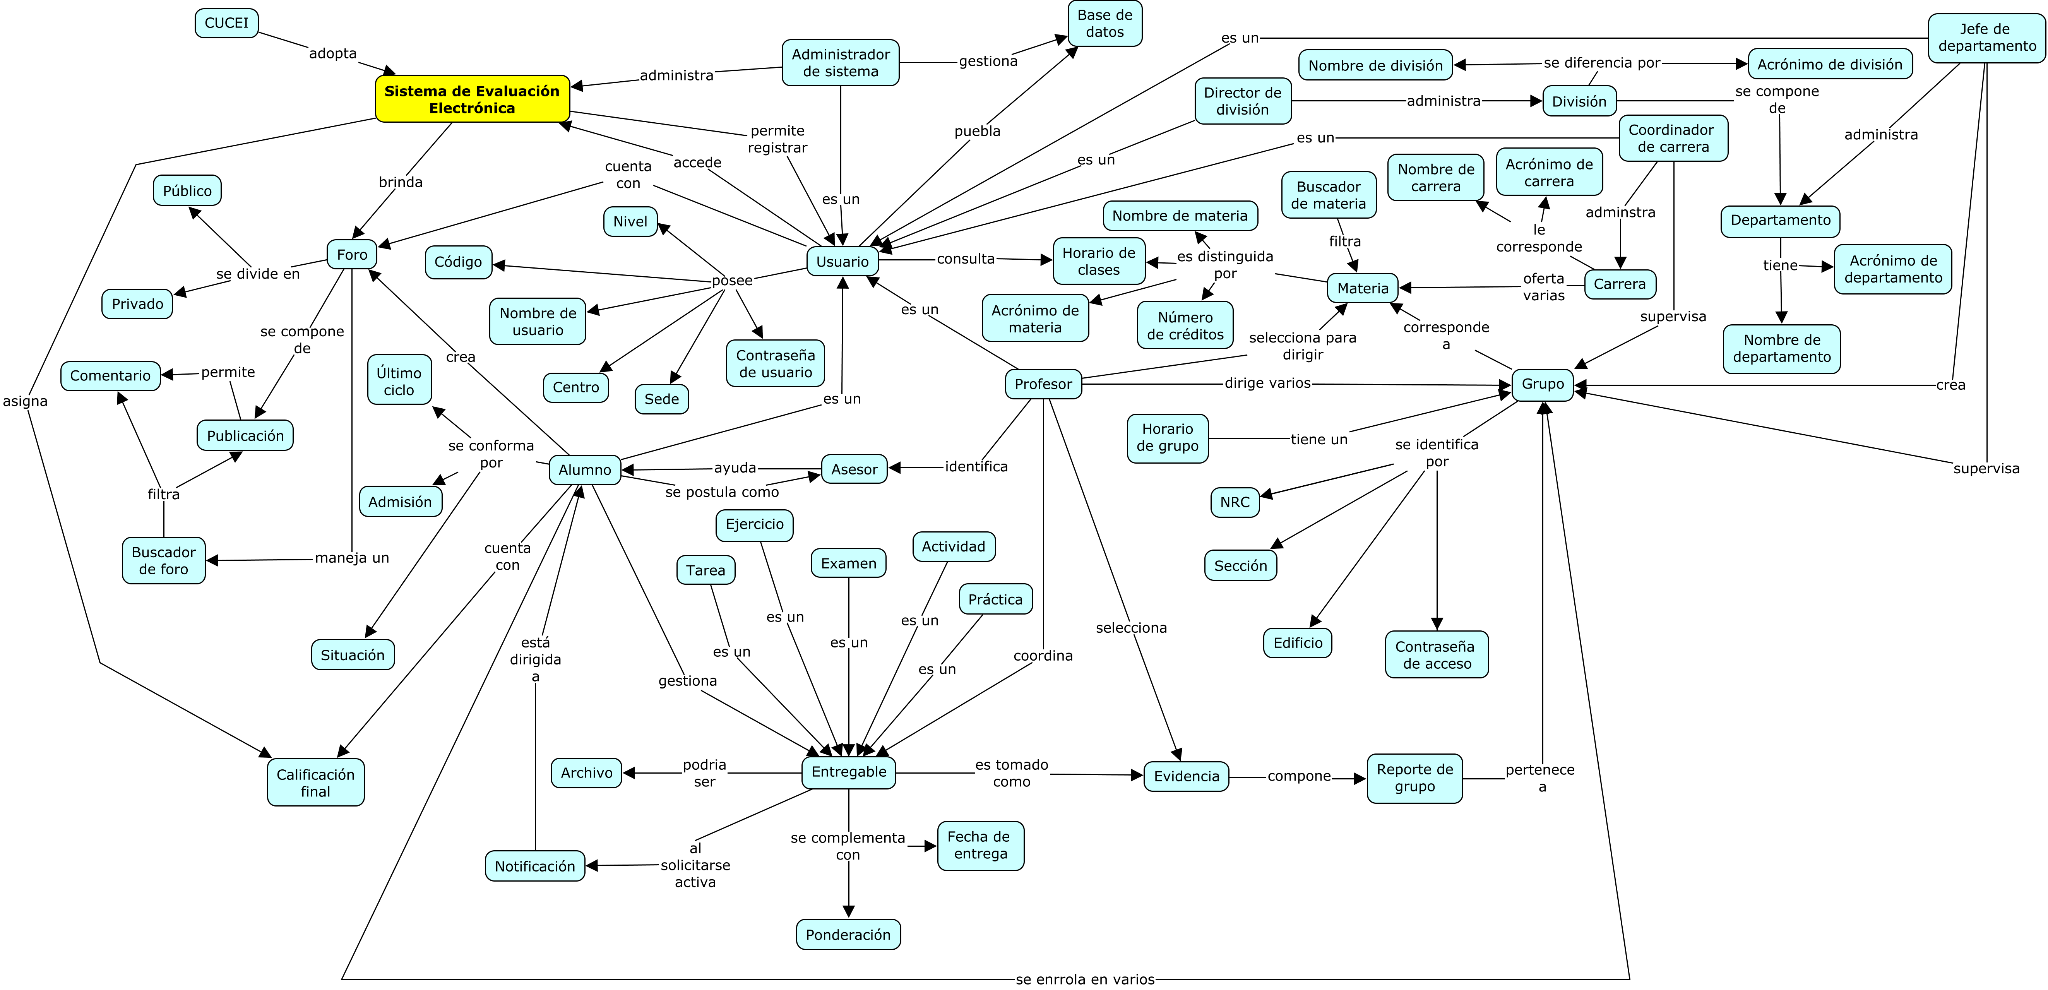 CUCEI
adopta
Sistema de Evaluación
Electrónica
administra
Administrador
de sistema
gestiona
Base de
datos
es un
Jefe de
departamento
Nombre de división
se diferencia por
Acrónimo de división
Director de
división
administra
División
se compone
de
permite
registrar
puebla
Coordinador
de carrera
administra
es un
cuenta
con
accede
es un
Nombre de
carrera
Acrónimo de
carrera
brinda
Público
es un
Buscador
de materia
adminstra
Departamento
Nivel
Nombre de materia
le
corresponde
filtra
Foro
Código
Usuario
consulta
Horario de
clases
es distinguida
por
tiene
Acrónimo de
departamento
se divide en
posee
Materia
oferta
varias
Carrera
Privado
Nombre de
usuario
es un
Acrónimo de
materia
Número
de créditos
supervisa
se compone
de
corresponde
a
selecciona para
dirigir
Nombre de
departamento
crea
Contraseña
de usuario
Comentario
permite
Último
ciclo
Centro
Sede
Profesor
dirige varios
Grupo
crea
asigna
es un
Publicación
Horario
de grupo
tiene un
se identifica
por
se conforma
por
Alumno
ayuda
Asesor
identifica
supervisa
se postula como
filtra
Admisión
NRC
Ejercicio
Buscador
de foro
maneja un
cuenta
con
Actividad
Tarea
Examen
Sección
Práctica
es un
es un
selecciona
está
dirigida
a
es un
es un
Edificio
Contraseña
de acceso
Situación
es un
coordina
gestiona
es un
Calificación
final
Archivo
podria
ser
Entregable
es tomado
como
Evidencia
compone
Reporte de
grupo
pertenece
a
se complementa
con
Fecha de
entrega
Notificación
al
solicitarse
activa
Ponderación
se enrrola en varios